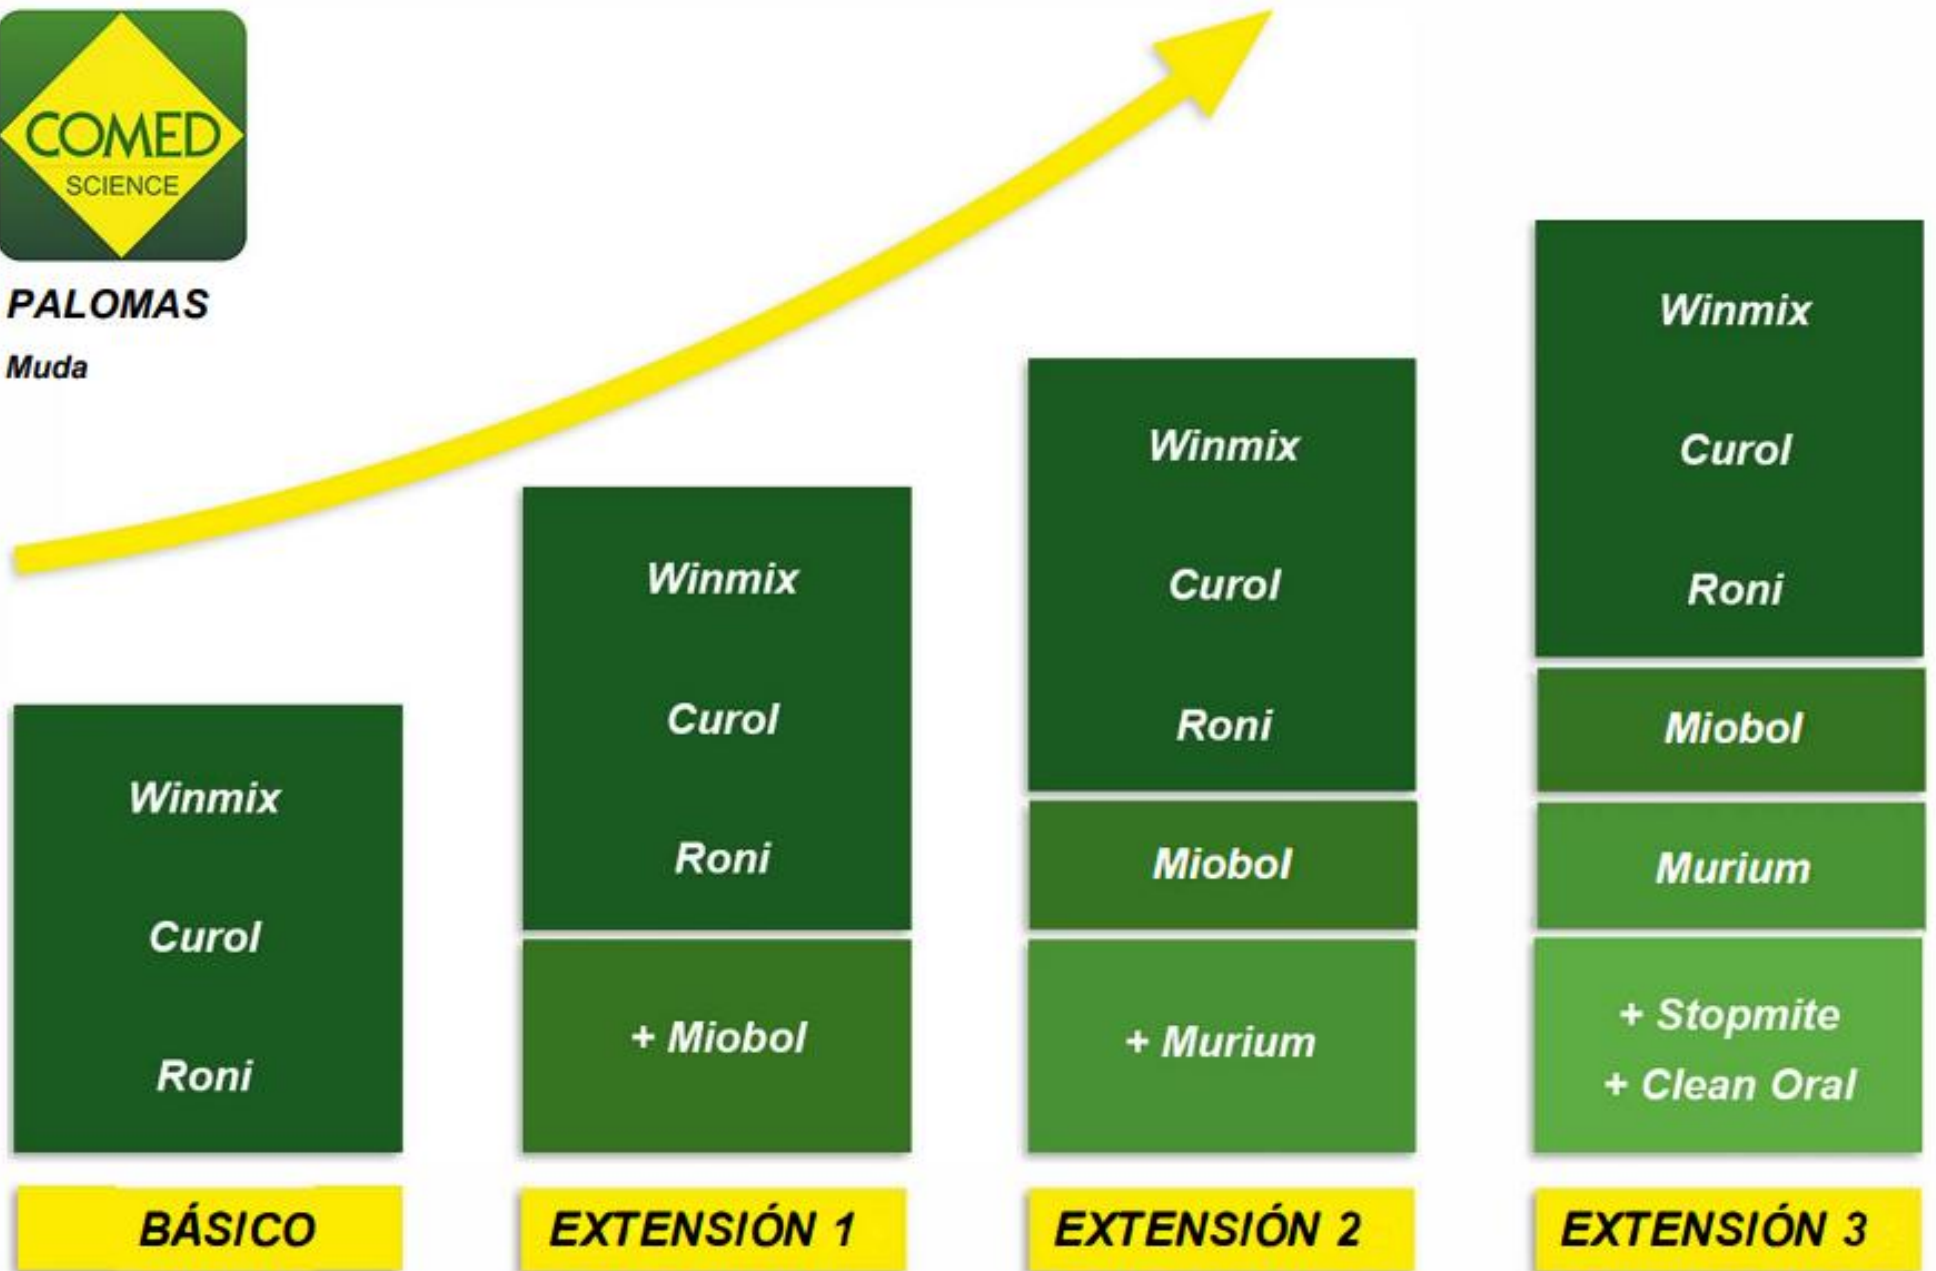 COMED
SCIENCE
PALOMAS
Muda
Winmix
Curol
Roni
BÁSICO
Winmix
Curol
Roni
+ Miobol
EXTENSIÓN 1
Winmix
Curol
Roni
Miobol
+ Murium
EXTENSIÓN 2
Winmix
Curol
Roni
Miobol
Murium
+ Stopmite
+ Clean Oral
EXTENSIÓN 3